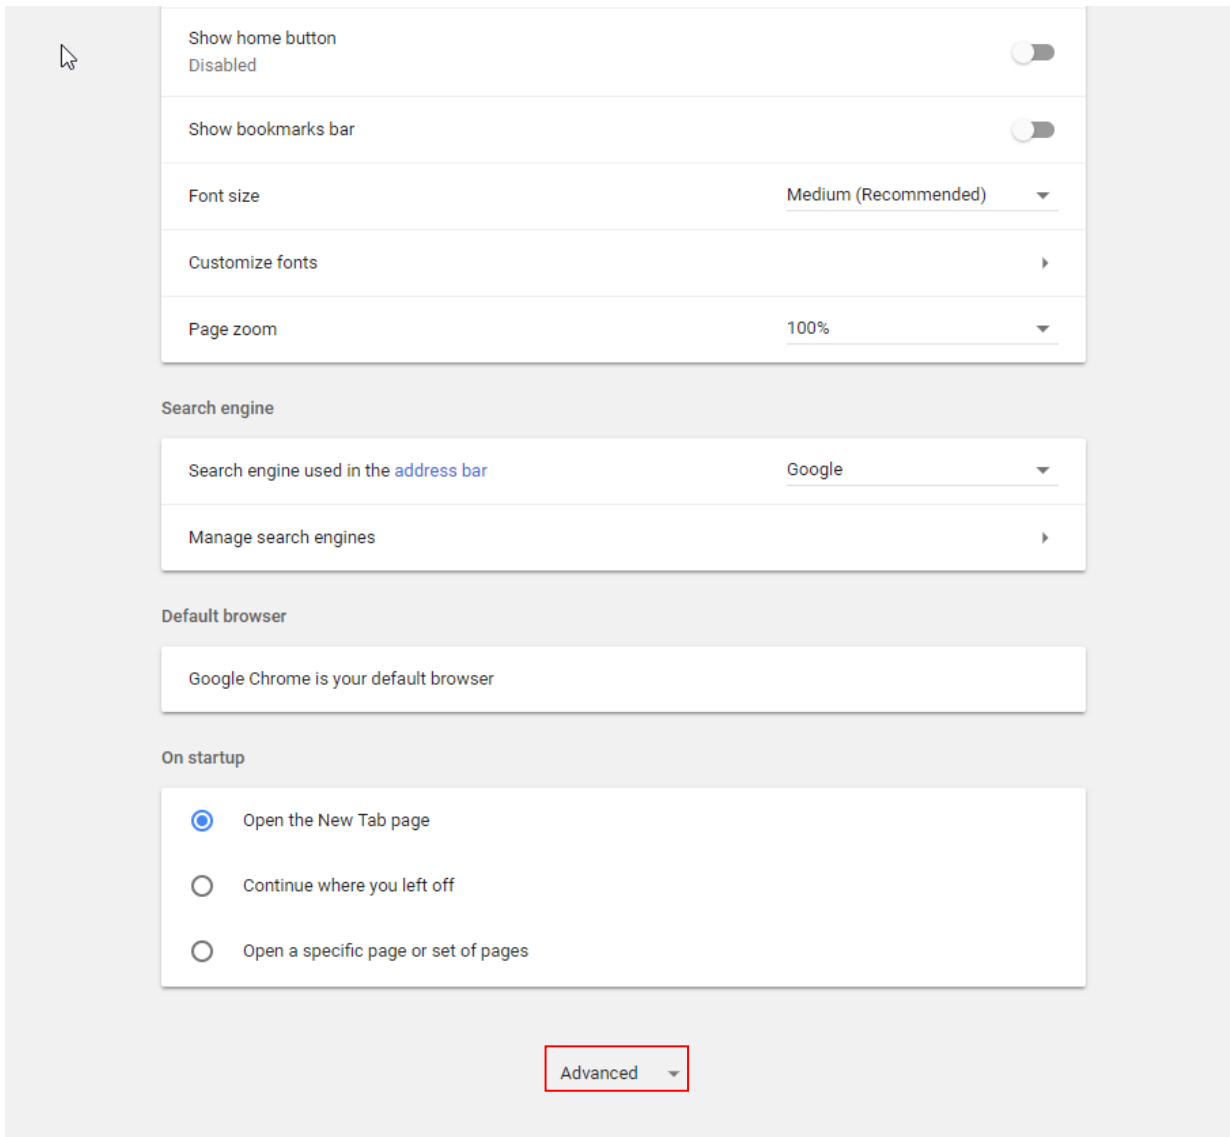 Show home button
Disabled
Show bookmarks bar
Font size
Medium (Recommended)
Customize fonts
Page zoom
100%
Search engine
Search engine used in the address bar
Google
Manage search engines
Default browser
Google Chrome is your default browser
On startup
Open the New Tab page
Continue where you left off
Open a specific page or set of pages
Advanced